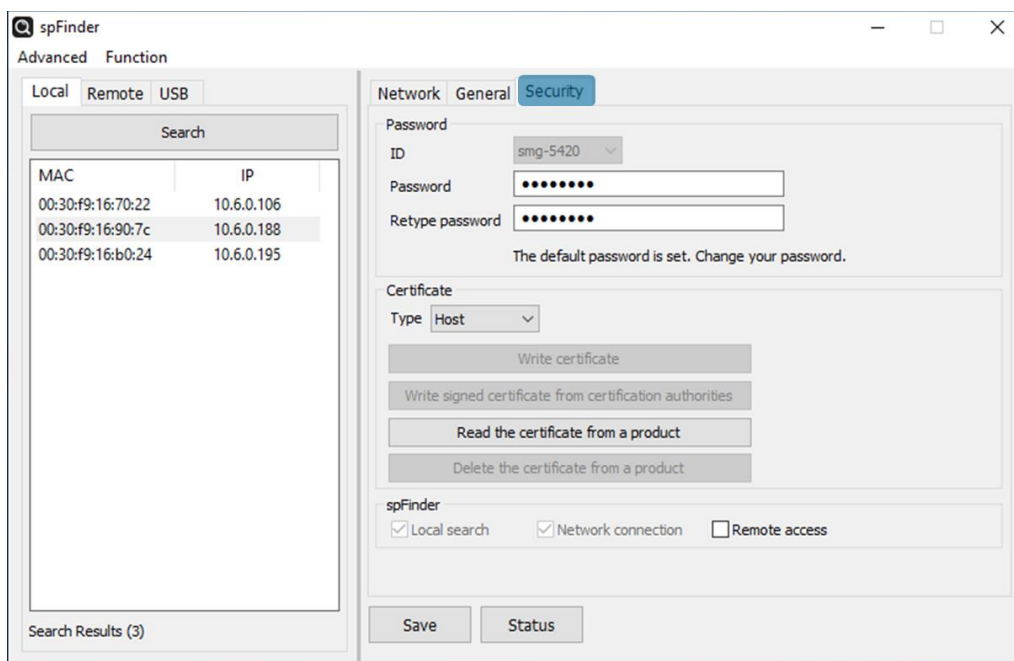 spFinder
Advanced Function
Local Remote USB
Search
MAC IP
00:30:f9:16:70:22 10.6.0.106
00:30:f9:16:90:7c 10.6.0.188
00:30:f9:16:b0:24 10.6.0.195
Search Results (3)
Network General Security
Password
ID smg-5420
Password ••••••••
Retype password ••••••••
The default password is set. Change your password.
Certificate
Type Host
Write certificate
Write signed certificate from certification authorities
Read the certificate from a product
Delete the certificate from a product
spFinder
Local search Network connection Remote access
Save Status